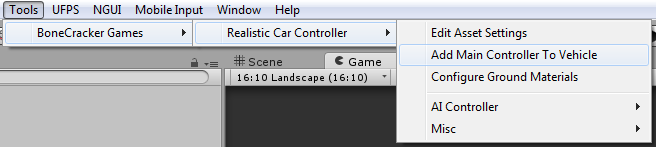 Tools UFPS NGUI Mobile Input Window Help
BoneCracker Games
Realistic Car Controller
Edit Asset Settings
Add Main Controller To Vehicle
Configure Ground Materials
AI Controller
Misc
Scene Game
16:10 Landscape (16:10)